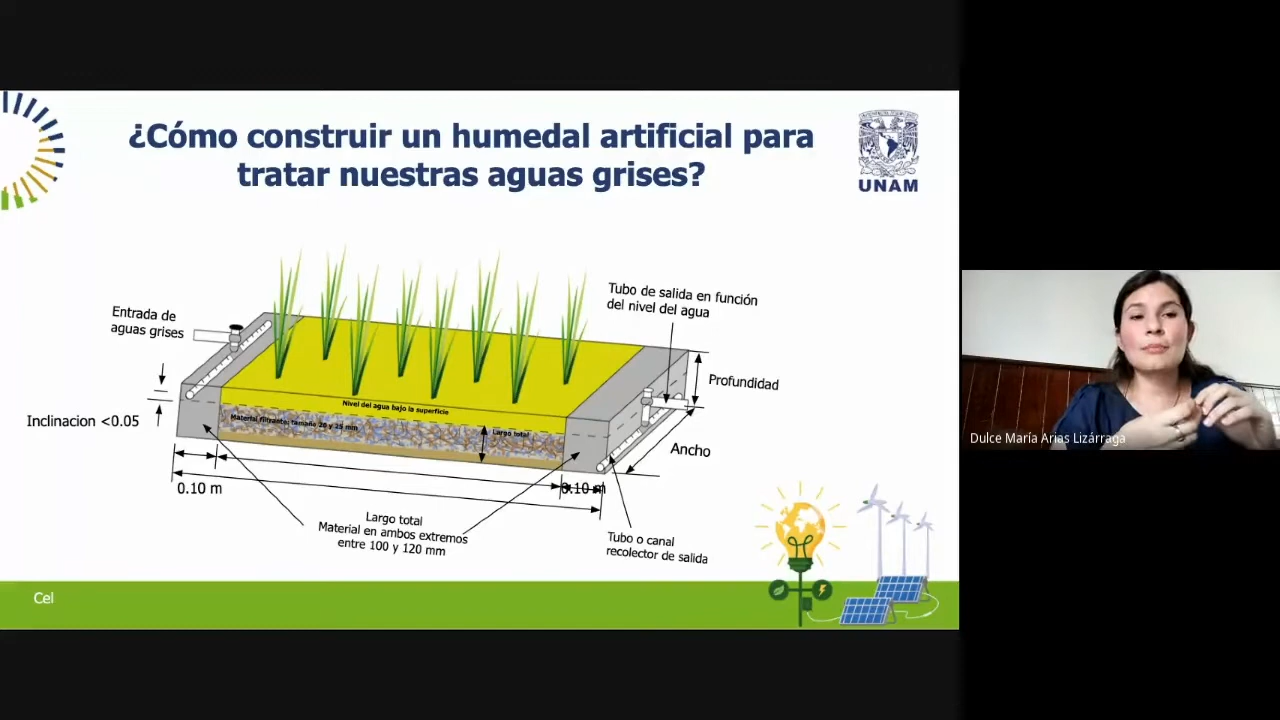 ¿Cómo construir un humedal artificial para
tratar nuestras aguas grises?
UNAM
Entrada de
aguas grises
Tubo de salida en función
del nivel del agua
Profundidad
Inclinacion <0.05
Nivel del agua bajo la superficie
Material filtrante: tamaño 20 y 25 mm
Largo total
Ancho
0.10 m
0.10 m
Largo total
Material en ambos extremos
entre 100 y 120 mm
Tubo o canal
recolector de salida
Cel
Dulce María Arias Lizárraga